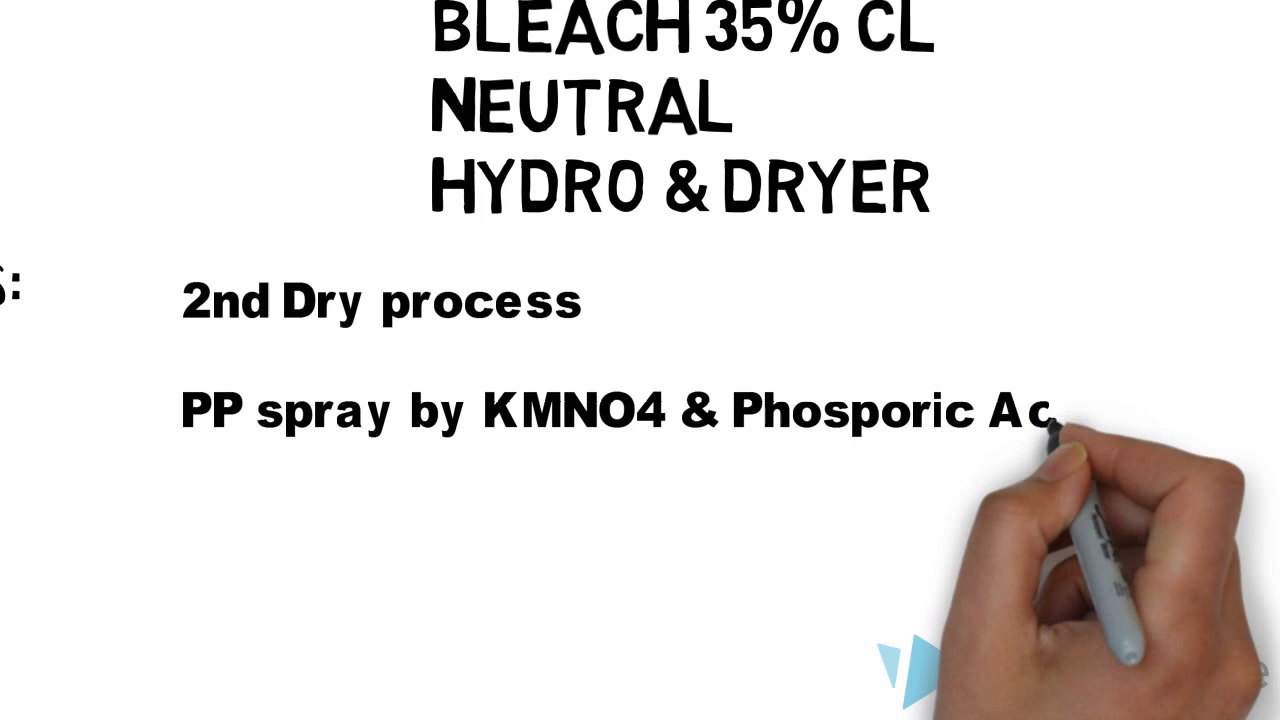 BLEACH 35% CL
NEUTRAL
HYDRO & DRYER
2nd Dry process
PP spray by KMNO4 & Phosporic Ac